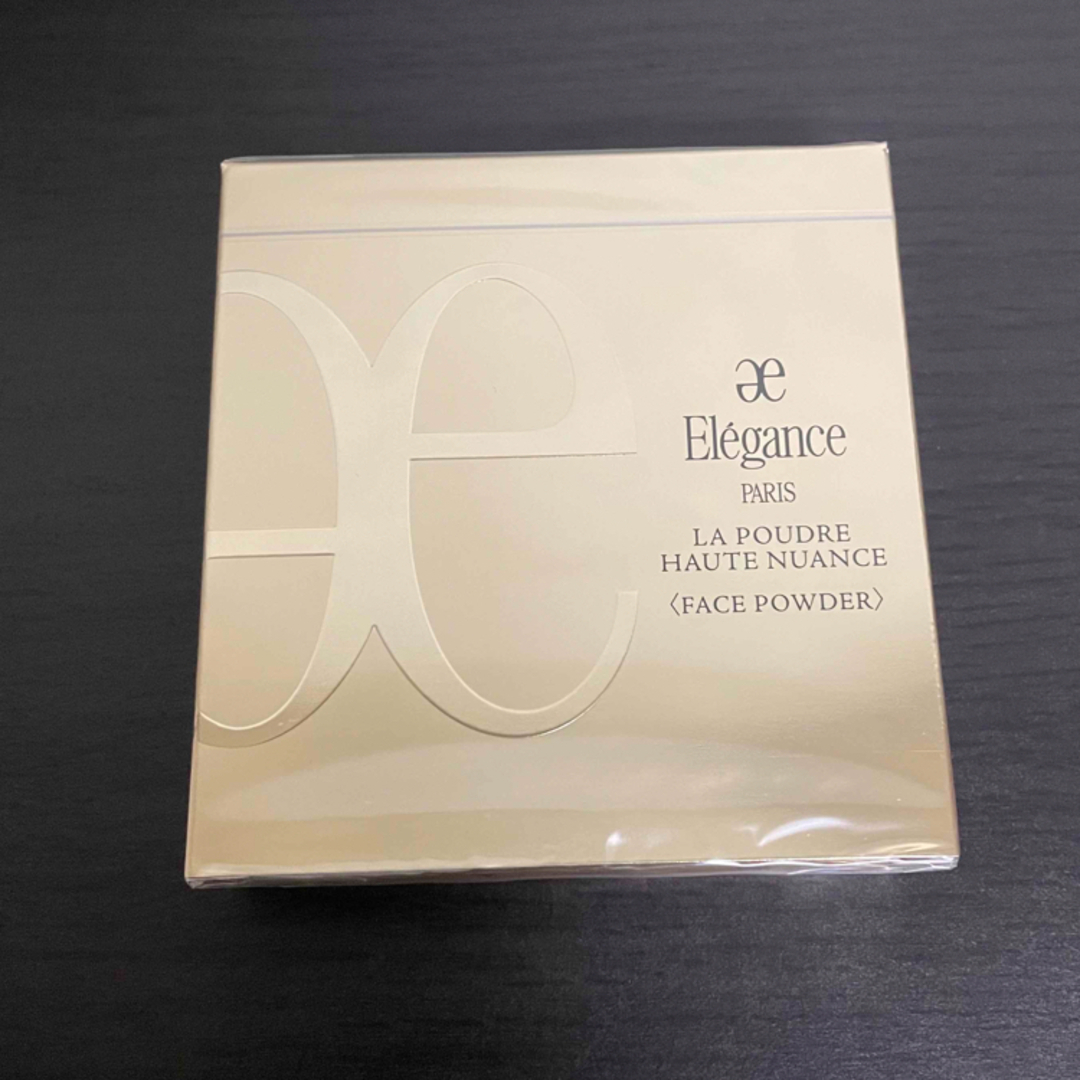 æ
Elégance
PARIS
LA POUDRE
HAUTE NUANCE
〈FACE POWDER〉